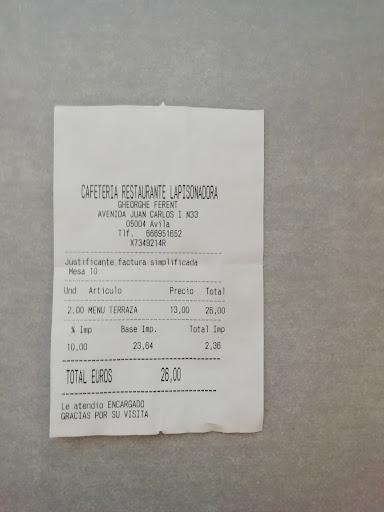 CAFETERIA RESTAURANTE LAPISONADORA
GHEORGHE FERENT
AVENIDA JUAN CARLOS I N33
05004 Avila
Tlf. 666951652
X7349214R
Justificante factura simplificada
Mesa 10
Und Articulo Precio Total
2.00 MENU TERRAZA 13,00 26,00
% Imp Base Imp. Total Imp
10,00 23,64 2,36
TOTAL EUROS 26,00
Le atendio ENCARGADO
GRACIAS POR SU VISITA